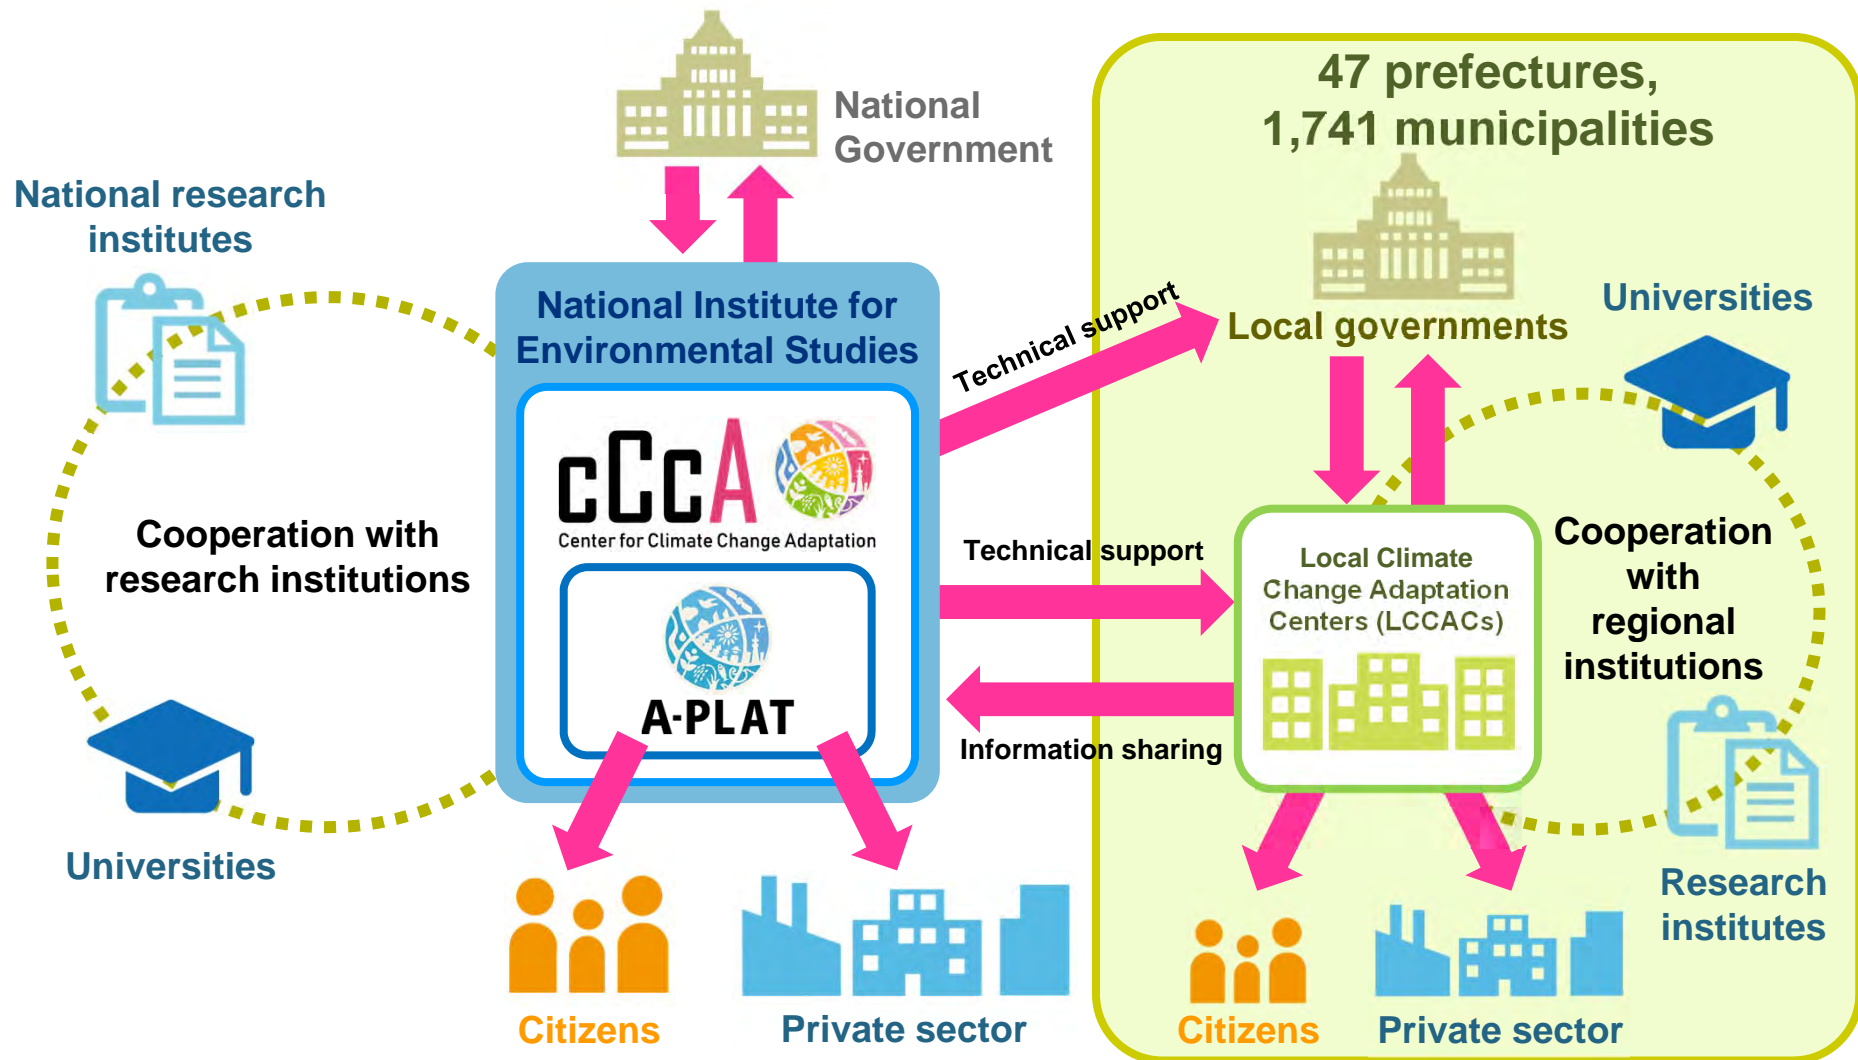 National
Government
47 prefectures,
1,741 municipalities
National research
institutes
National Institute for
Environmental Studies
Technical support
Local governments
Universities
cCcA
Center for Climate Change Adaptation
Cooperation with
research institutions
Technical support
Local Climate
Change Adaptation
Centers (LCCACs)
Cooperation
with
regional
institutions
A-PLAT
Information sharing
Universities
Research
institutes
Citizens
Private sector
Citizens
Private sector